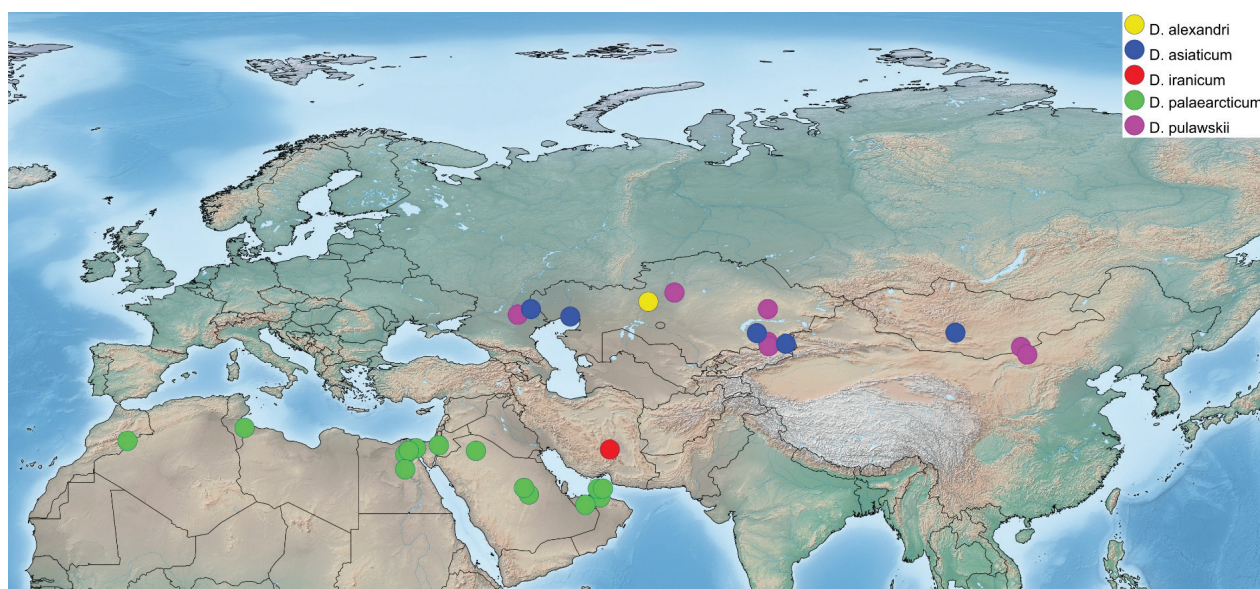 D. alexandri
D. asiaticum
D. iranicum
D. palaearcticum
D. pulawskii